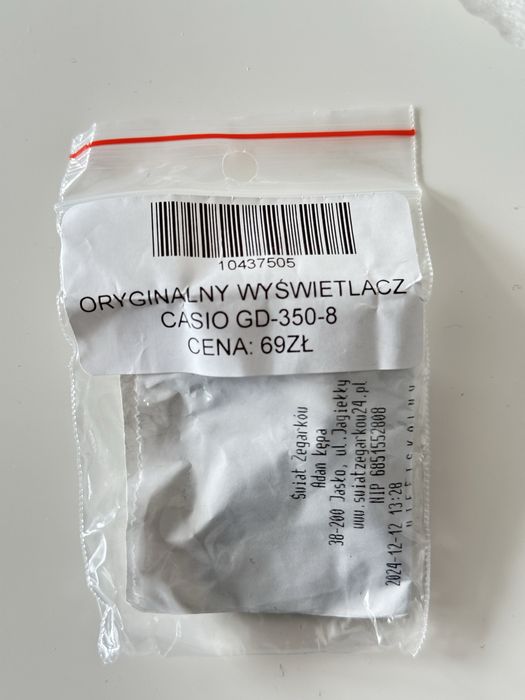 10437505
ORYGINALNY WYŚWIETLACZ
CASIO GD-350-8
CENA: 69ZŁ
Świat Zegarków
Adam Łępa
38-200 Jasło, ul.Jagiełły
www.swiatzegarkow24.pl
NIP 6851552808
2024-12-12 13:28